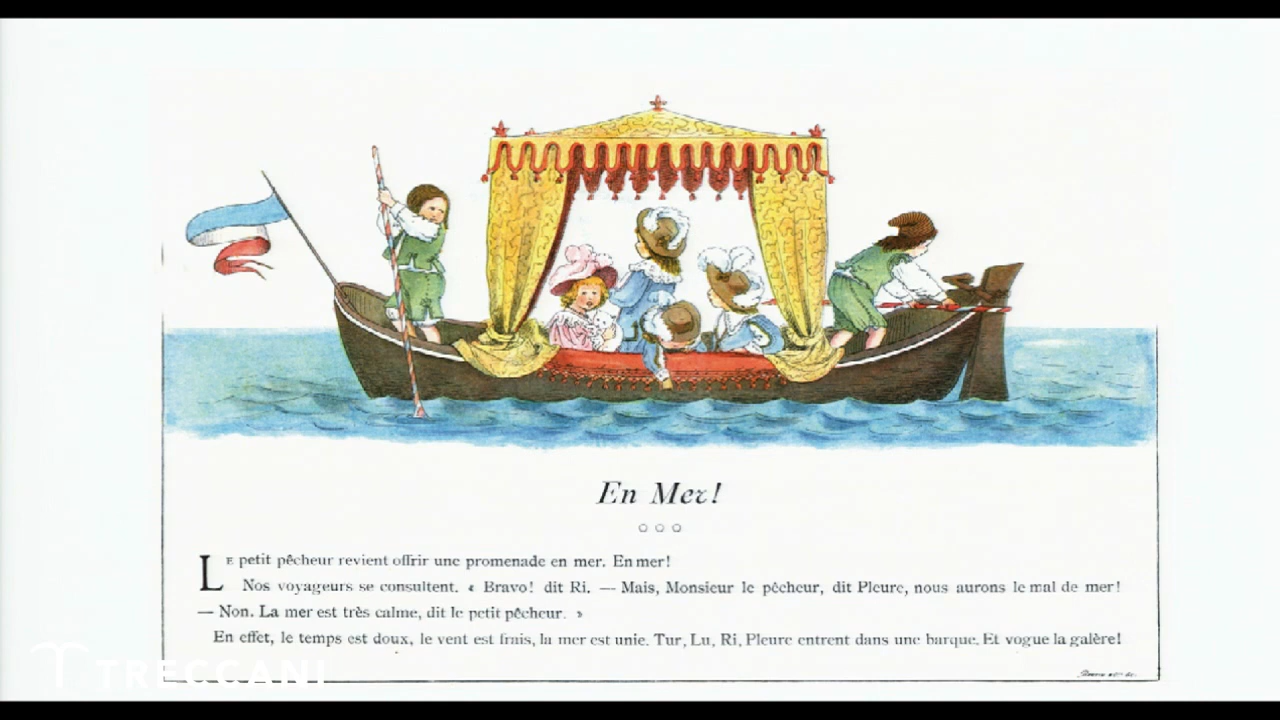 En Mer!
LE petit pêcheur revient offrir une promenade en mer. En mer!
Nos voyageurs se consultent. « Bravo! dit Ri. — Mais, Monsieur le pêcheur, dit Pleure, nous aurons le mal de mer!
— Non. La mer est très calme, dit le petit pêcheur. »
En effet, le temps est doux, le vent est frais, la mer est unie. Tur, Lu, Ri, Pleure entrent dans une barque. Et vogue la galère!
TRECCANI